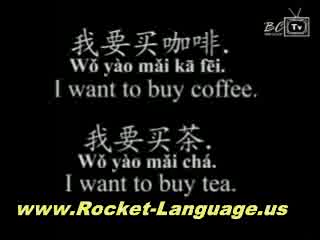 BC
Tv
我要买咖啡.
Wǒ yào mǎi kā fēi.
I want to buy coffee.
我要买茶.
Wǒ yào mǎi chá.
I want to buy tea.
www.Rocket-Language.us